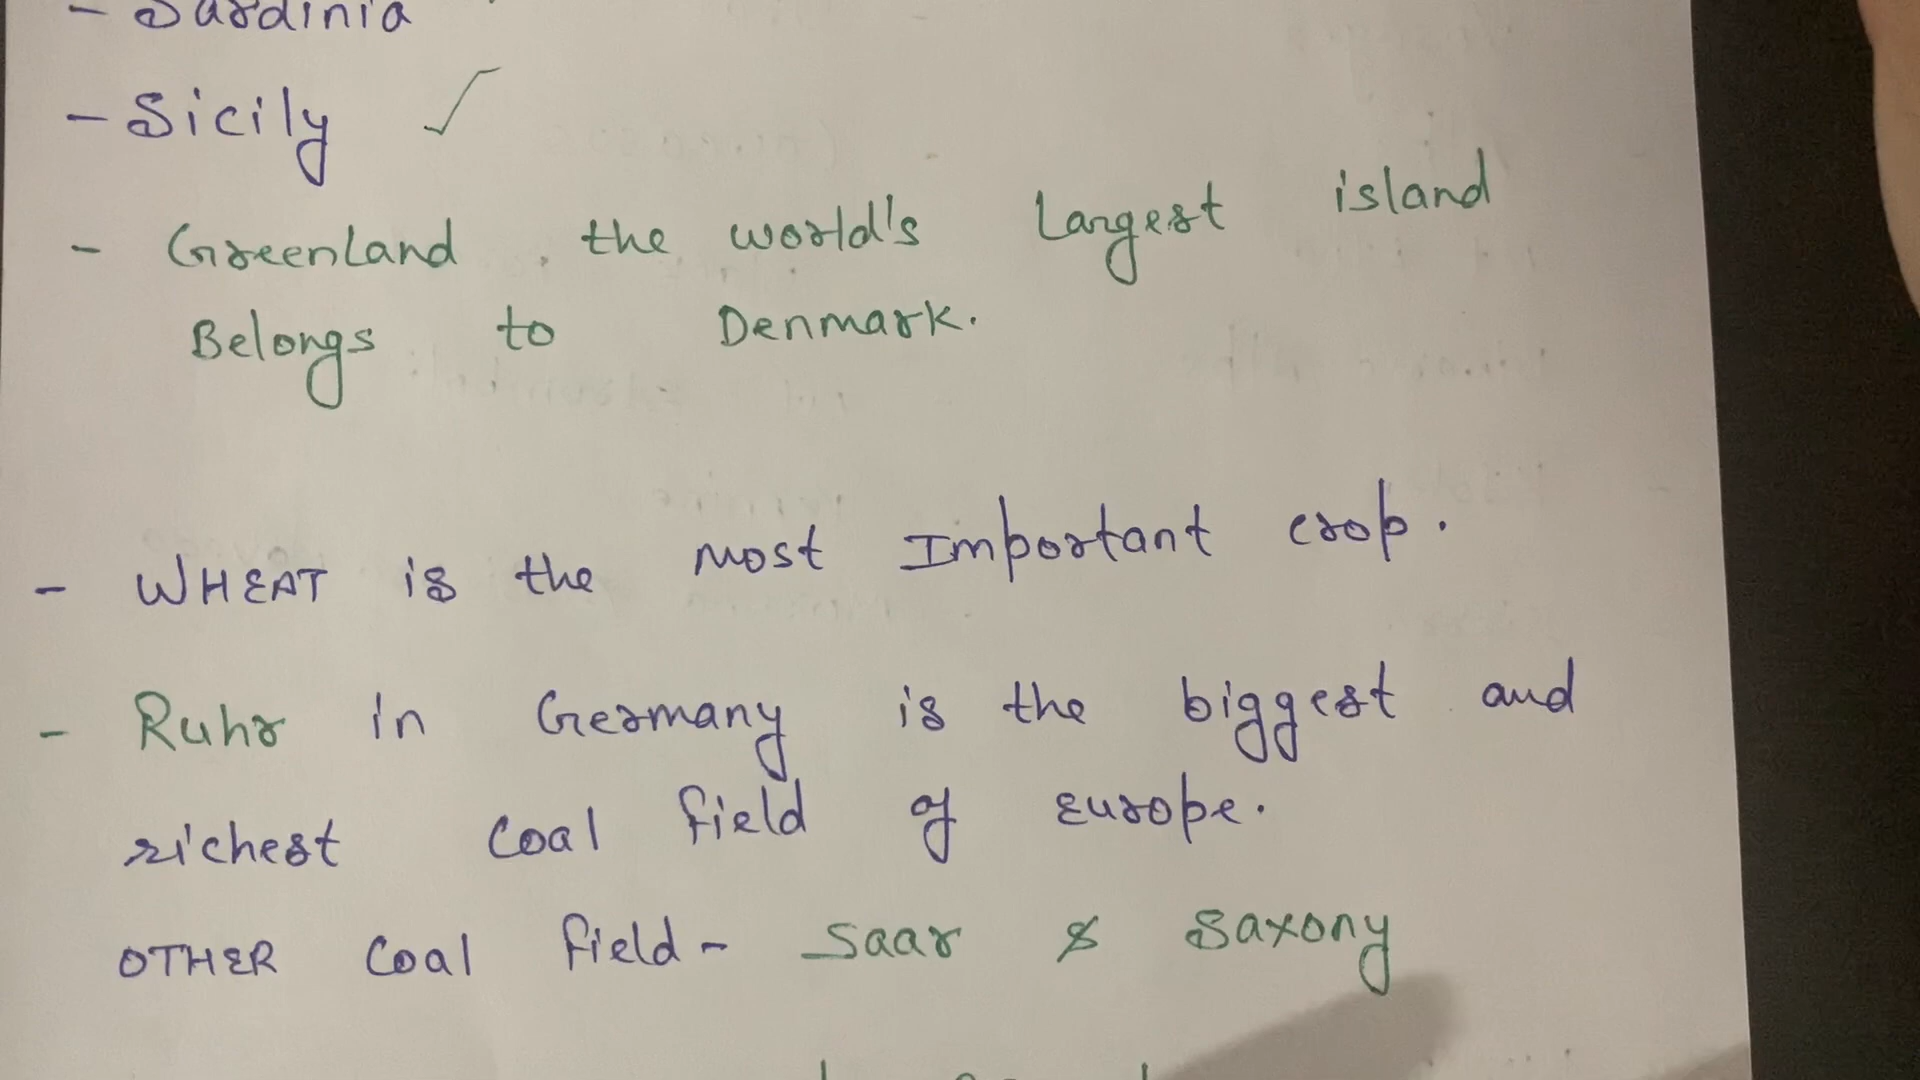 - Sardinia
- Sicily ✓
- Greenland, the world's Largest island
Belongs to Denmark.
- WHEAT is the most Important crop.
- Ruhr in Germany is the biggest and
richest coal field of Europe.
OTHER coal field - Saar & Saxony